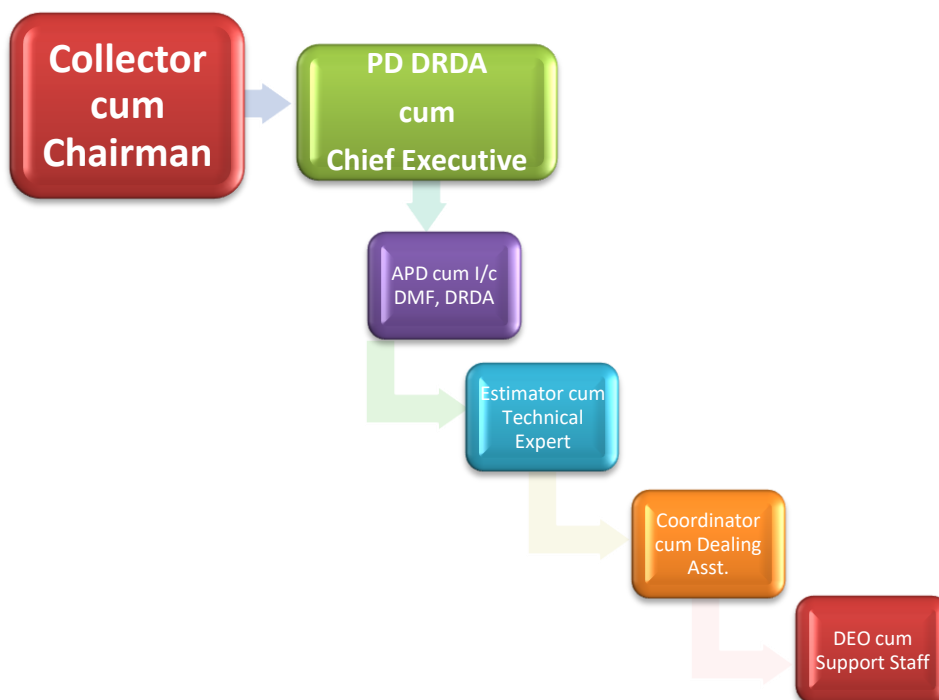 Collector
cum
Chairman
PD DRDA
cum
Chief Executive
APD cum I/c
DMF, DRDA
Estimator cum
Technical
Expert
Coordinator
cum Dealing
Asst.
DEO cum
Support Staff